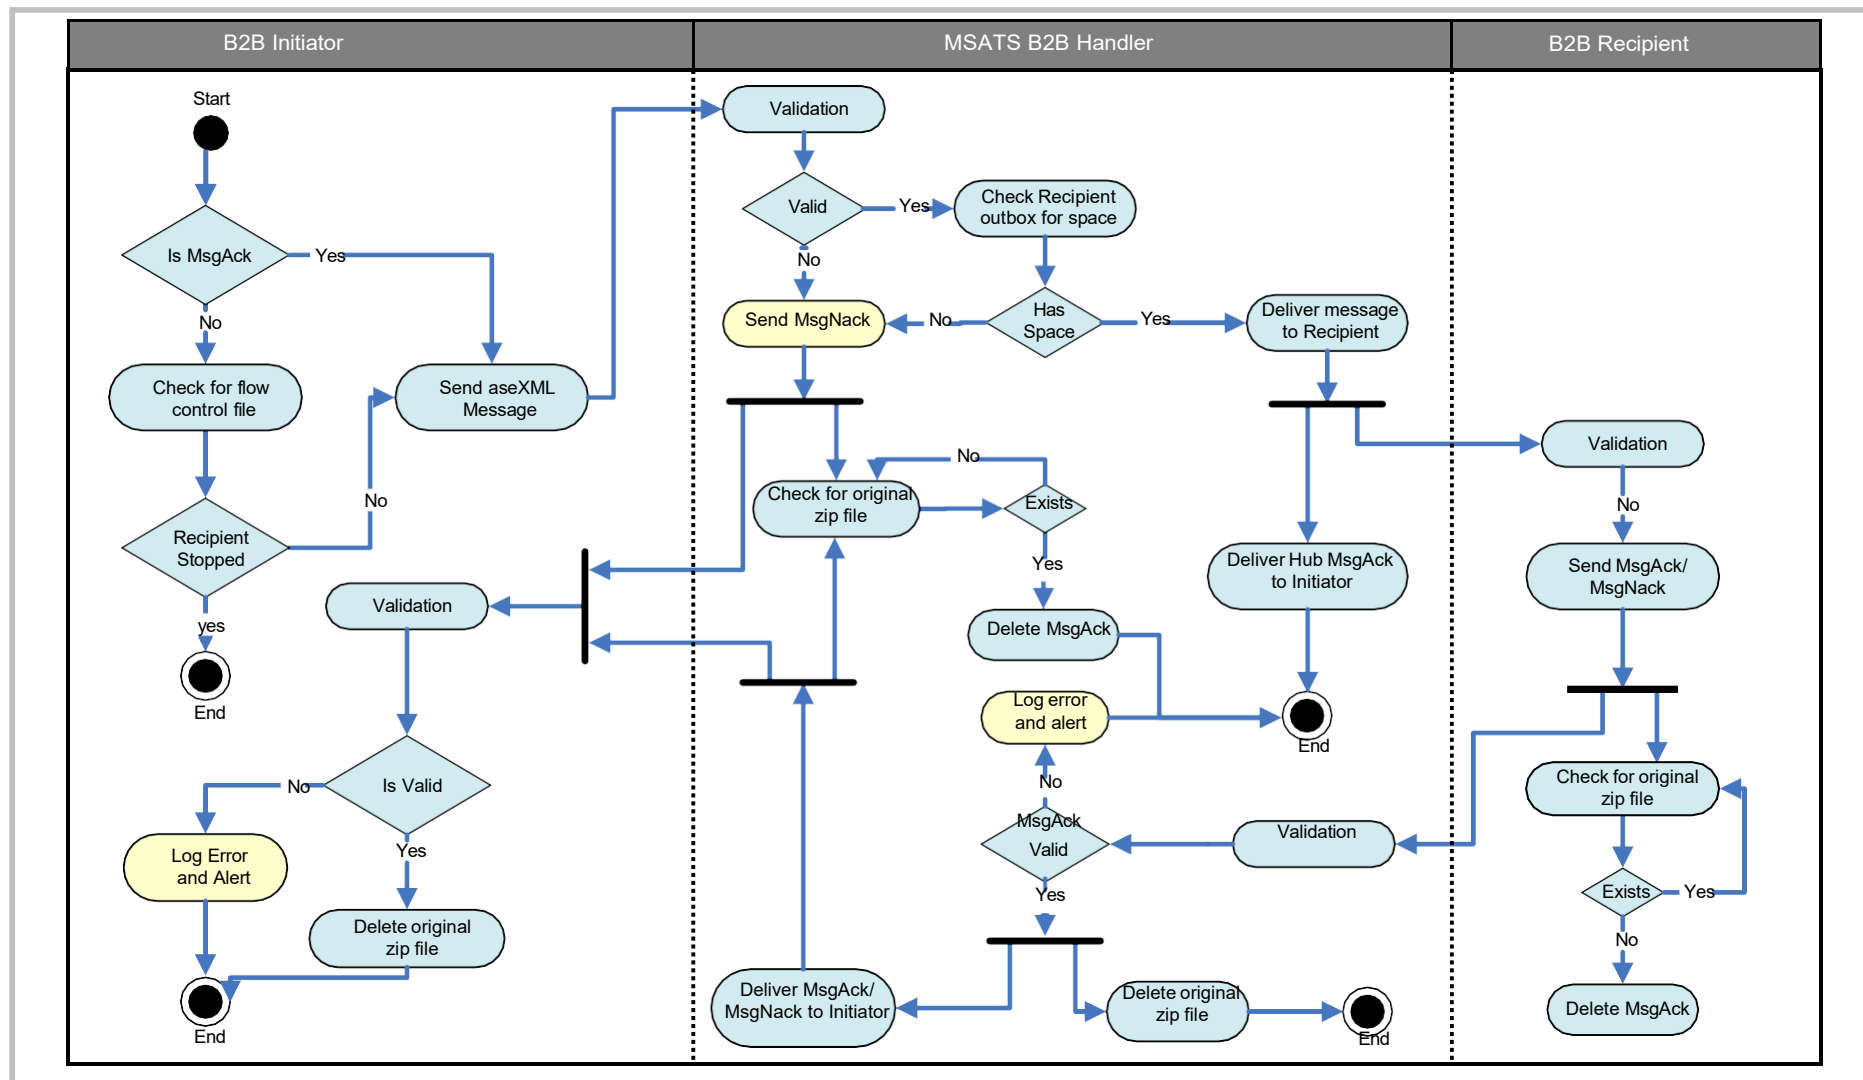 B2B Initiator
MSATS B2B Handler
B2B Recipient
Start
Is MsgAck
Yes
No
Check for flow
control file
Send aseXML
Message
No
Recipient
Stopped
yes
End
Validation
Is Valid
No
Yes
Log Error
and Alert
Delete original
zip file
End
Validation
Valid
Yes
Check Recipient
outbox for space
No
Send MsgNack
No
Has
Space
Yes
Deliver message
to Recipient
No
Check for original
zip file
Exists
Yes
Deliver Hub MsgAck
to Initiator
Delete MsgAck
Log error
and alert
End
No
MsgAck
Valid
Validation
Yes
Deliver MsgAck/
MsgNack to Initiator
Delete original
zip file
End
Validation
No
Send MsgAck/
MsgNack
Check for original
zip file
Exists
Yes
No
Delete MsgAck